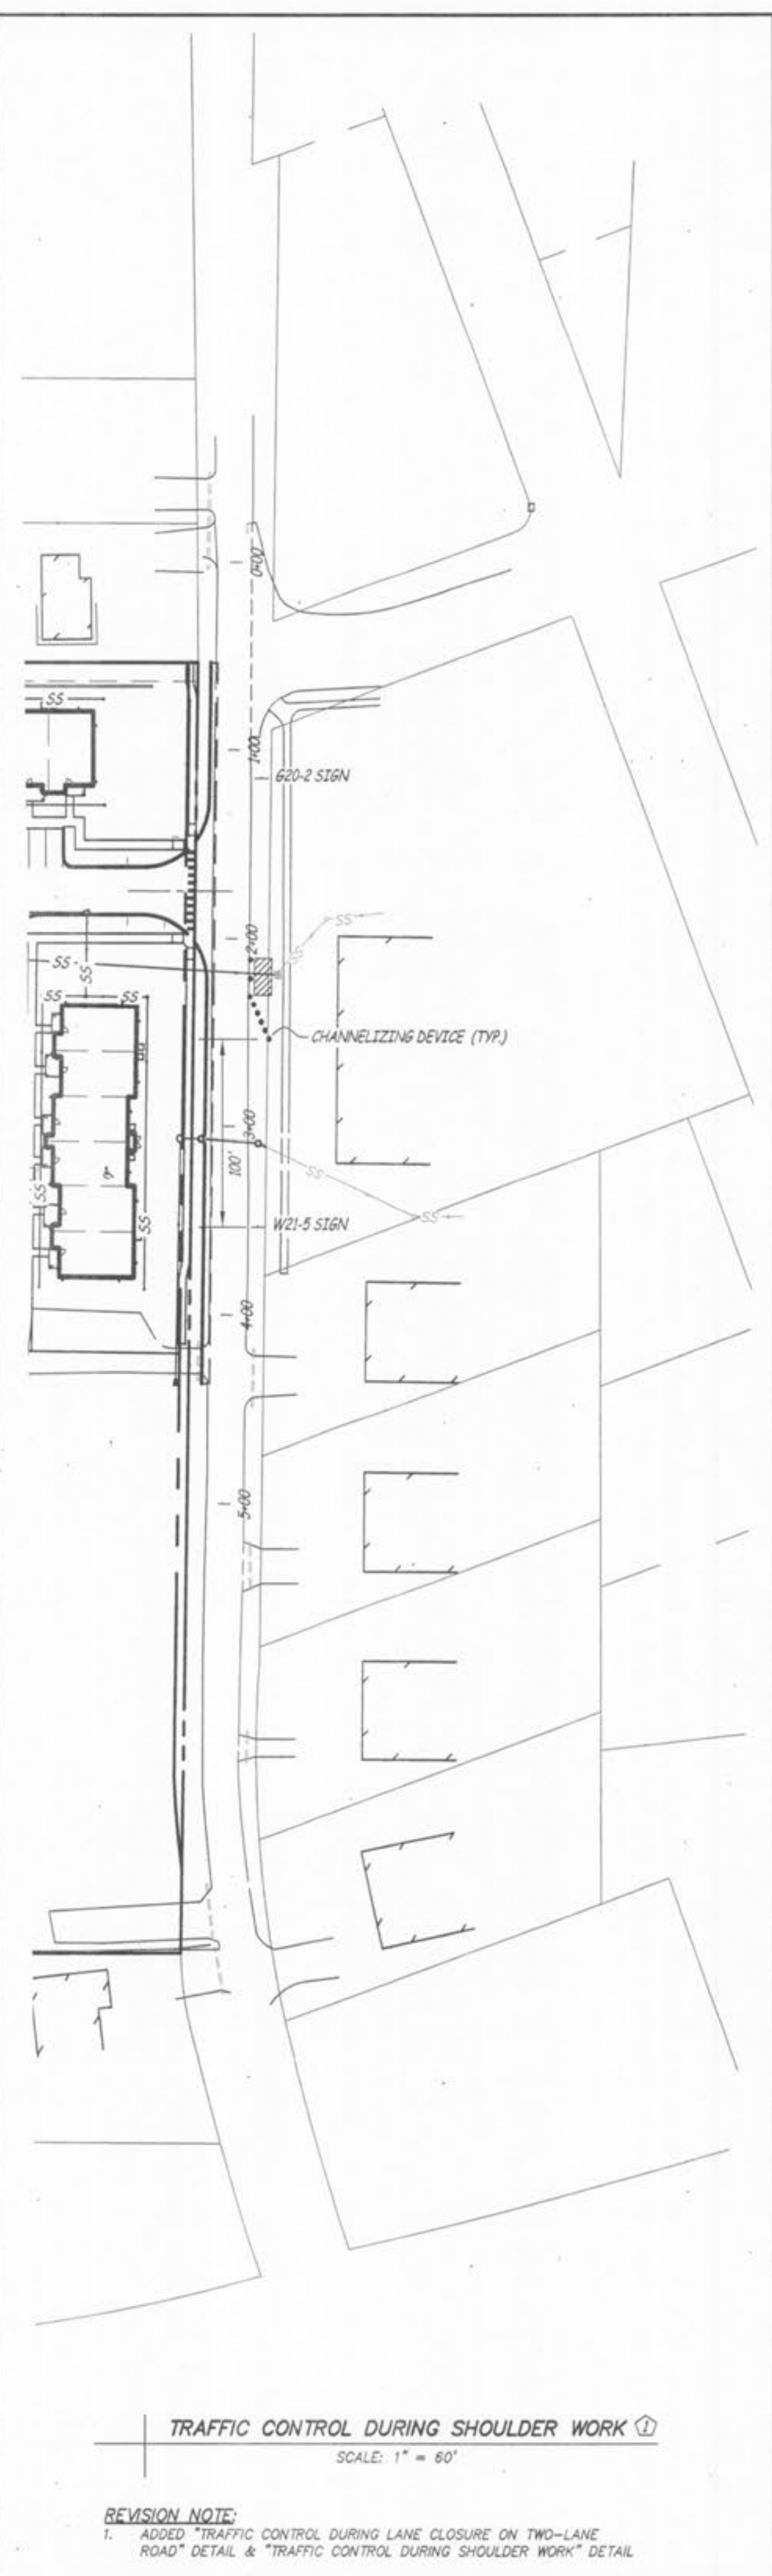 0+00
SS
1+00
G20-2 SIGN
2+00
SS
SS
SS
SS
SS SS
CHANNELIZING DEVICE (TYP.)
3+00
100'
SS
SS
SS
SS
W21-5 SIGN
4+00
5+00
TRAFFIC CONTROL DURING SHOULDER WORK 1
SCALE: 1" = 60'
REVISION NOTE:
1. ADDED "TRAFFIC CONTROL DURING LANE CLOSURE ON TWO-LANE
ROAD" DETAIL & "TRAFFIC CONTROL DURING SHOULDER WORK" DETAIL